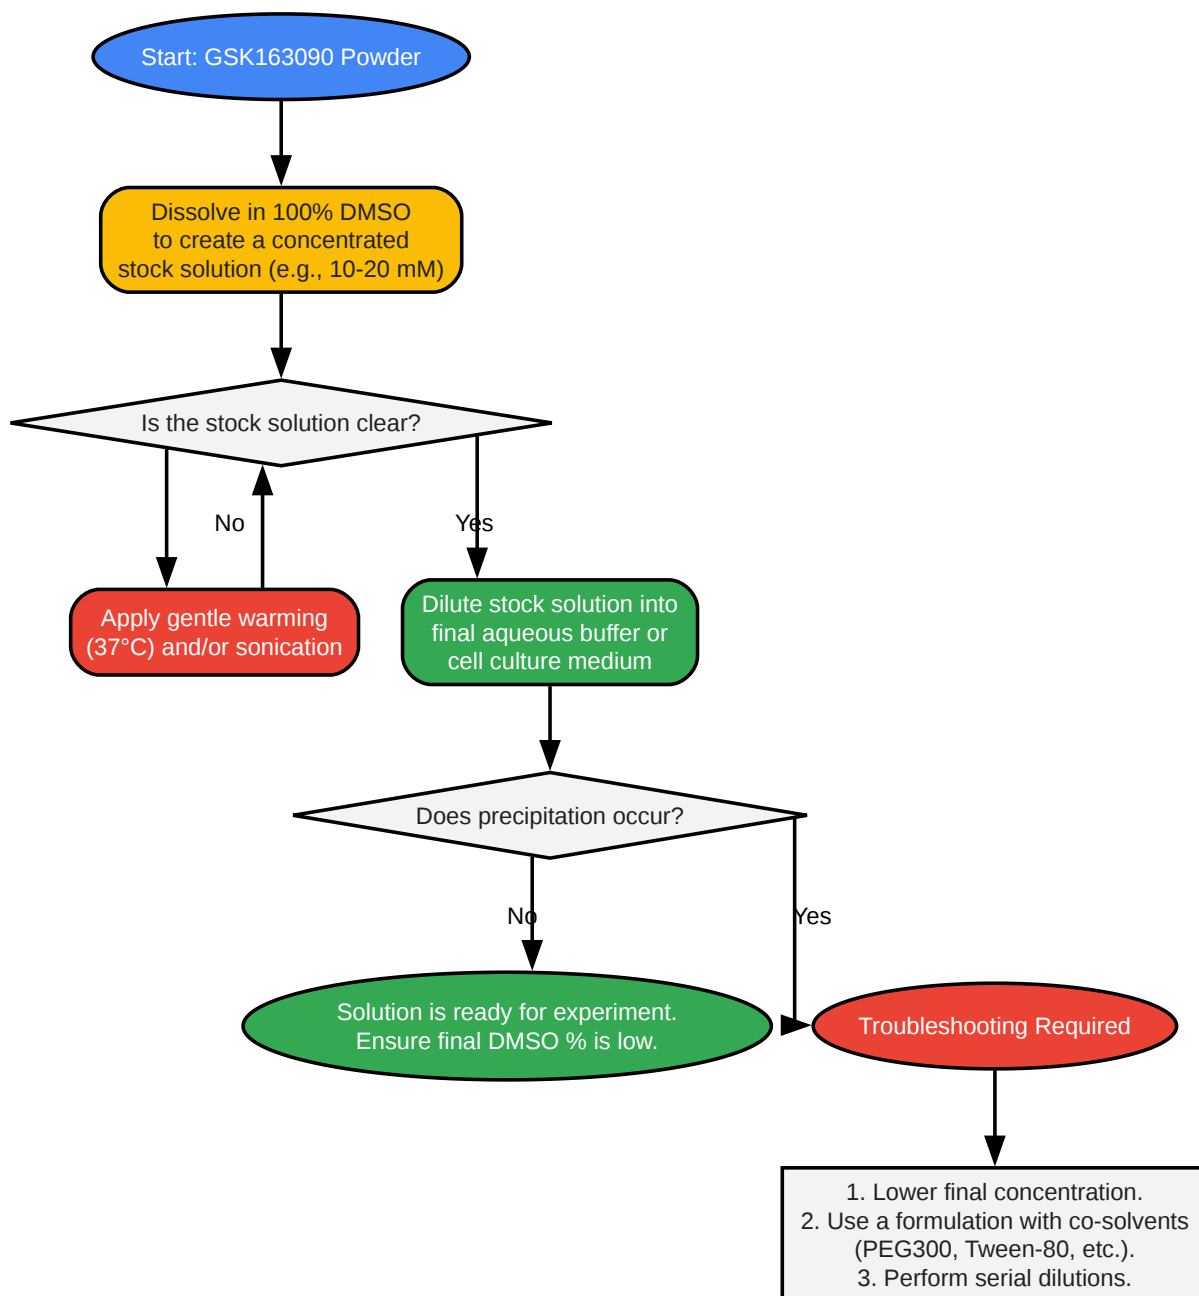 Start: GSK163090 Powder
Dissolve in 100% DMSO
to create a concentrated
stock solution (e.g., 10-20 mM)
Is the stock solution clear?
No
Yes
Apply gentle warming
(37°C) and/or sonication
Dilute stock solution into
final aqueous buffer or
cell culture medium
Does precipitation occur?
No
Yes
Solution is ready for experiment.
Ensure final DMSO % is low.
Troubleshooting Required
1. Lower final concentration.
2. Use a formulation with co-solvents
(PEG300, Tween-80, etc.).
3. Perform serial dilutions.